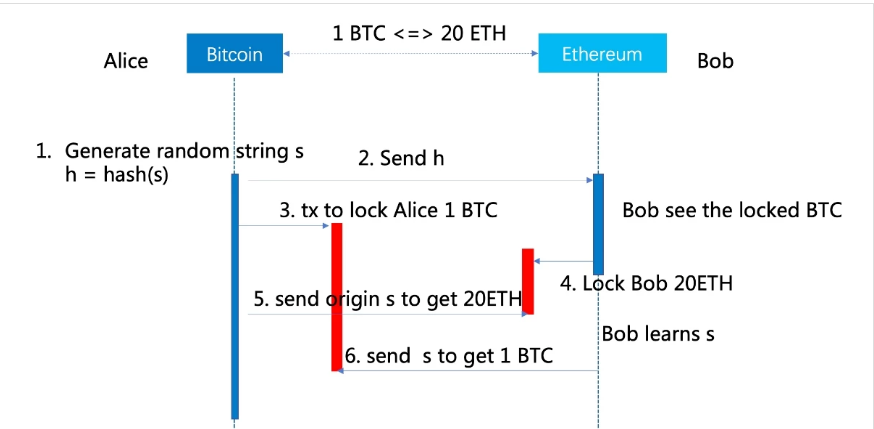 1 BTC <=> 20 ETH
Alice
Bitcoin
Ethereum
Bob
1. Generate random string s
h = hash(s)
2. Send h
3. tx to lock Alice 1 BTC
Bob see the locked BTC
4. Lock Bob 20ETH
5. send origin s to get 20ETH
Bob learns s
6. send s to get 1 BTC